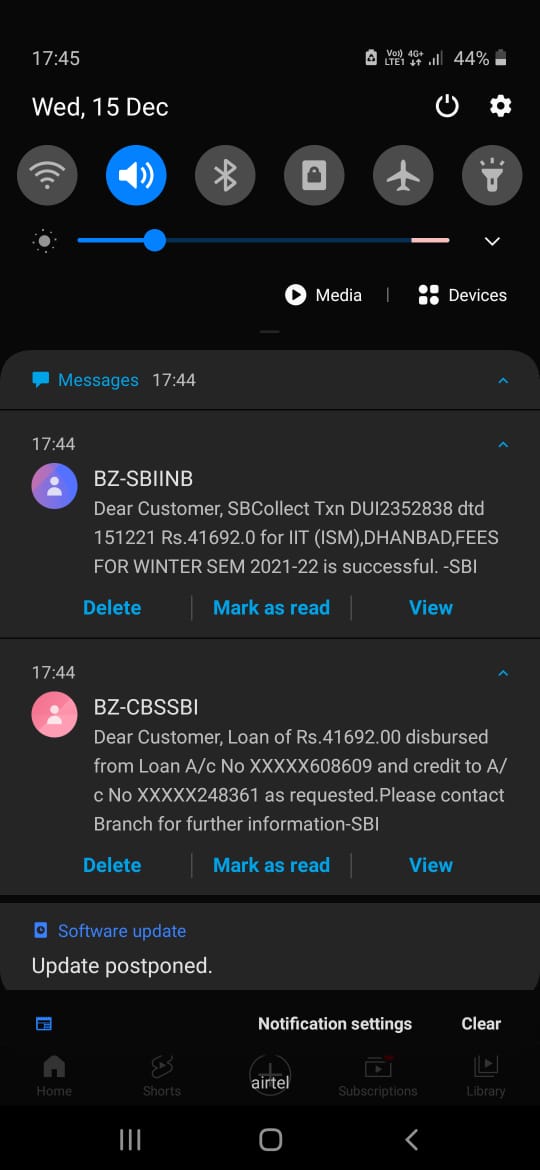 17:45
Vo)) 4G+ 44%
LTE1
Wed, 15 Dec
Media | Devices
Messages 17:44
17:44
BZ-SBIINB
Dear Customer, SBCollect Txn DUI2352838 dtd
151221 Rs.41692.0 for IIT (ISM),DHANBAD,FEES
FOR WINTER SEM 2021-22 is successful. -SBI
Delete Mark as read View
17:44
BZ-CBSSBI
Dear Customer, Loan of Rs.41692.00 disbursed
from Loan A/c No XXXXX608609 and credit to A/
c No XXXXX248361 as requested.Please contact
Branch for further information-SBI
Delete Mark as read View
Software update
Update postponed.
Notification settings Clear
airtel
Home Shorts Subscriptions Library